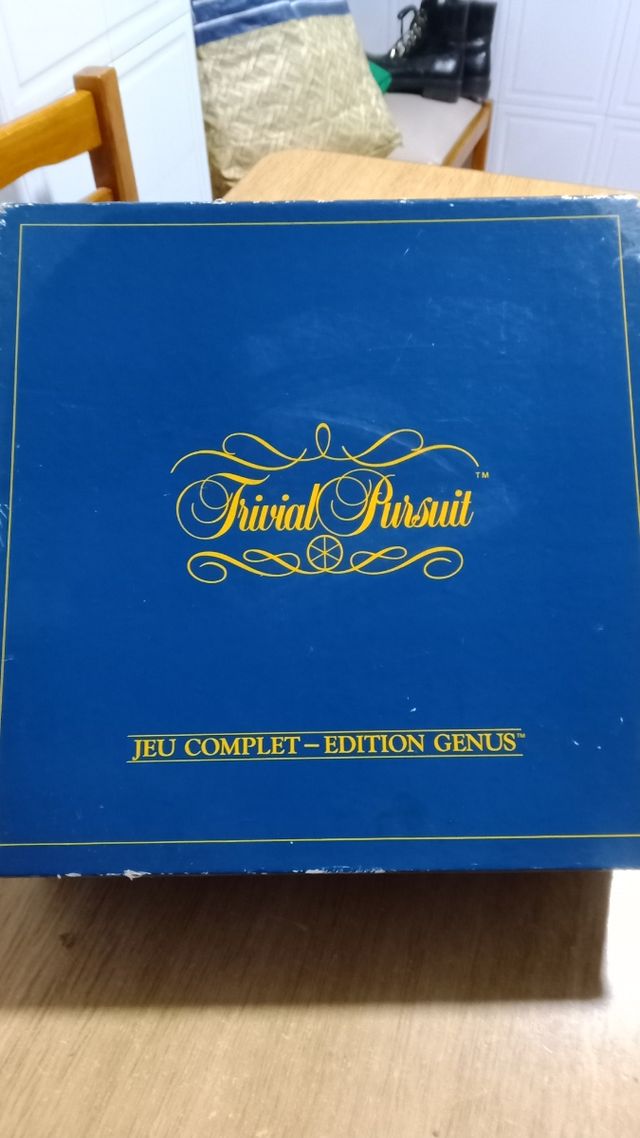 Trivial Pursuit™
JEU COMPLET – EDITION GENUS™